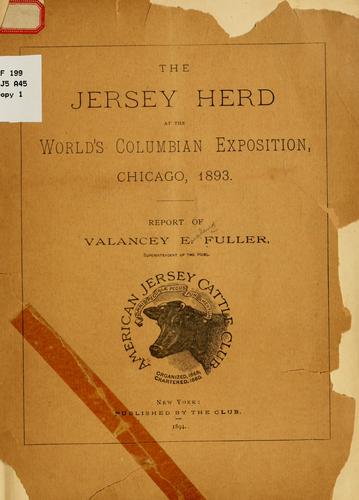 F 199
J5 A45
opy 1
THE
JERSEY HERD
AT THE
WORLD'S COLUMBIAN EXPOSITION,
CHICAGO, 1893.
REPORT OF
VALANCEY E. FULLER,
SUPERINTENDENT OF THE HERD.
AMERICAN JERSEY CATTLE CLUB.
ORGANIZED, 1868.
CHARTERED, 1880.
NEW YORK:
PUBLISHED BY THE CLUB.
1894.